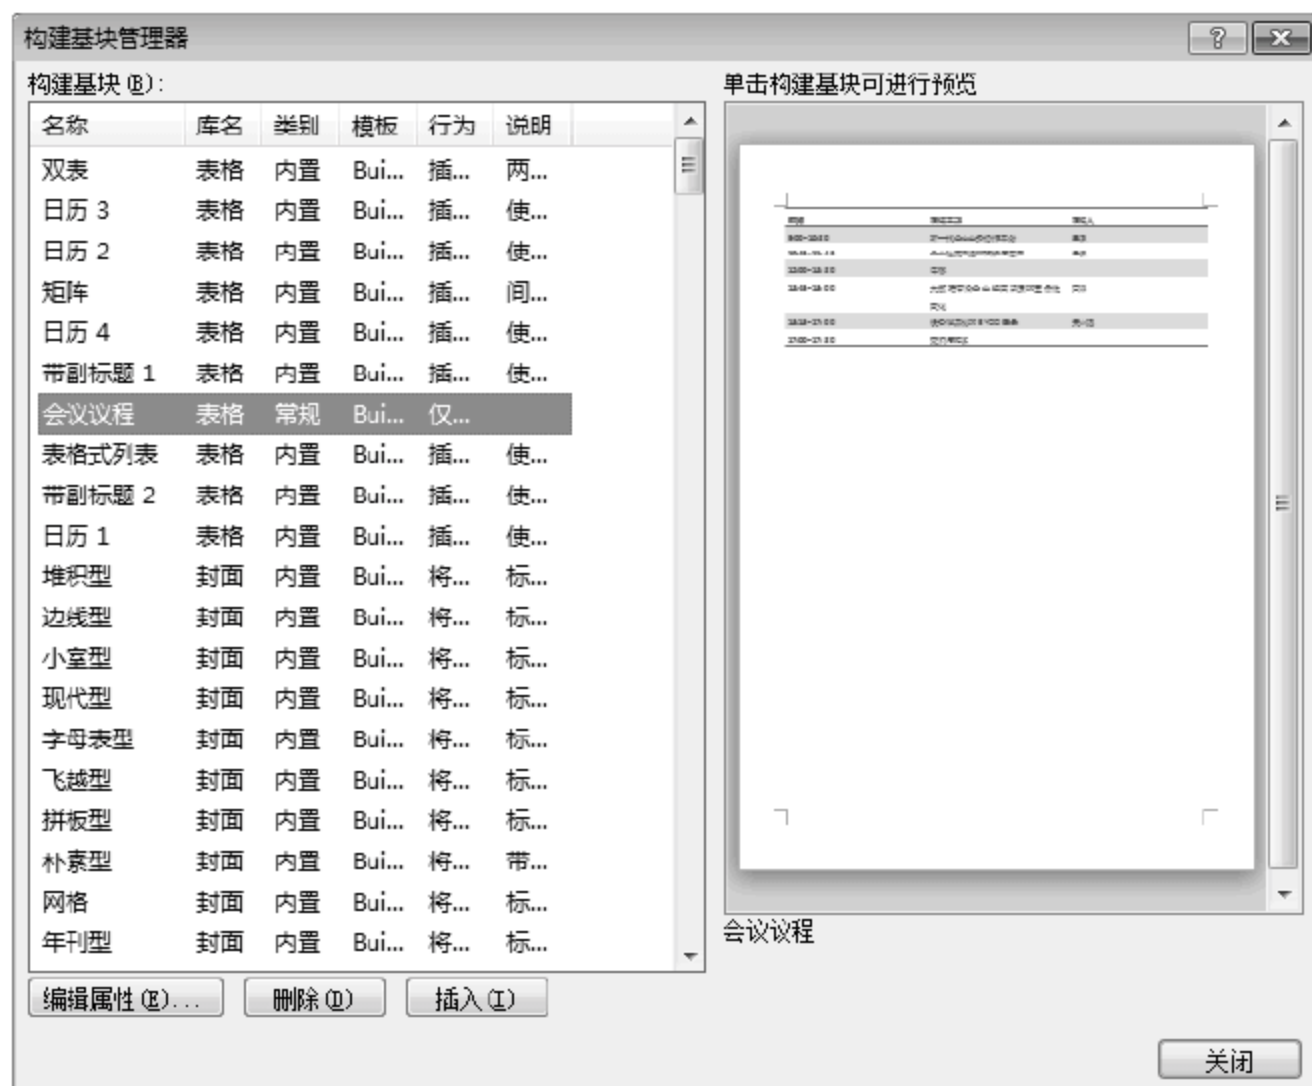 构建基块管理器
构建基块(B):
名称 库名 类别 模板 行为 说明
双表 表格 内置 Bui... 插... 两...
日历 3 表格 内置 Bui... 插... 使...
日历 2 表格 内置 Bui... 插... 使...
矩阵 表格 内置 Bui... 插... 间...
日历 4 表格 内置 Bui... 插... 使...
带副标题 1 表格 内置 Bui... 插... 使...
会议议程 表格 常规 Bui... 仅...
表格式列表 表格 内置 Bui... 插... 使...
带副标题 2 表格 内置 Bui... 插... 使...
日历 1 表格 内置 Bui... 插... 使...
堆积型 封面 内置 Bui... 将... 标...
边线型 封面 内置 Bui... 将... 标...
小室型 封面 内置 Bui... 将... 标...
现代型 封面 内置 Bui... 将... 标...
字母表型 封面 内置 Bui... 将... 标...
飞越型 封面 内置 Bui... 将... 标...
拼板型 封面 内置 Bui... 将... 标...
朴素型 封面 内置 Bui... 将... 带...
网格 封面 内置 Bui... 将... 标...
年刊型 封面 内置 Bui... 将... 标...
编辑属性(E)... 删除(D) 插入(I)
单击构建基块可进行预览
会议议程
关闭